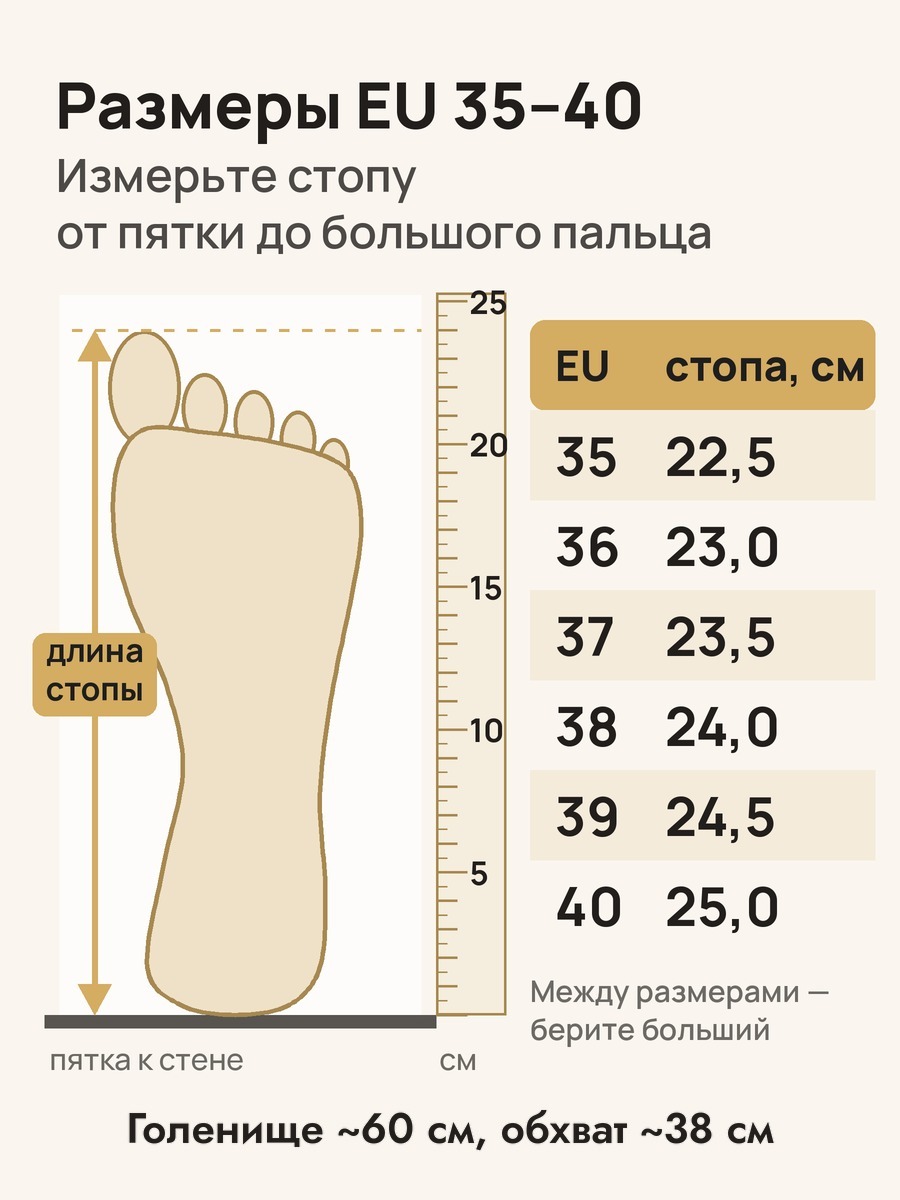 Размеры EU 35–40
Измерьте стопу
от пятки до большого пальца
25
20
15
10
5
длина
стопы
EU стопа, см
35 22,5
36 23,0
37 23,5
38 24,0
39 24,5
40 25,0
Между размерами —
берите больший
пятка к стене
см
Голенище ~60 см, обхват ~38 см